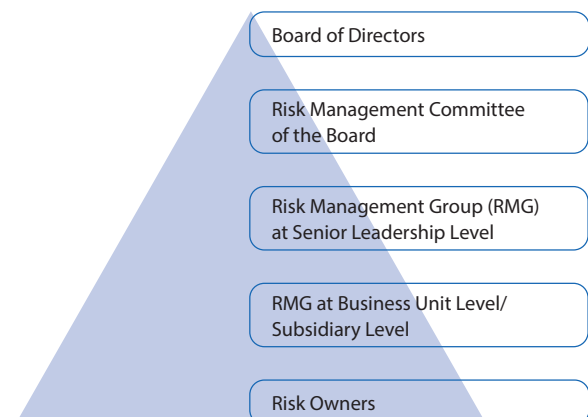 Board of Directors
Risk Management Committee
of the Board
Risk Management Group (RMG)
at Senior Leadership Level
RMG at Business Unit Level/
Subsidiary Level
Risk Owners